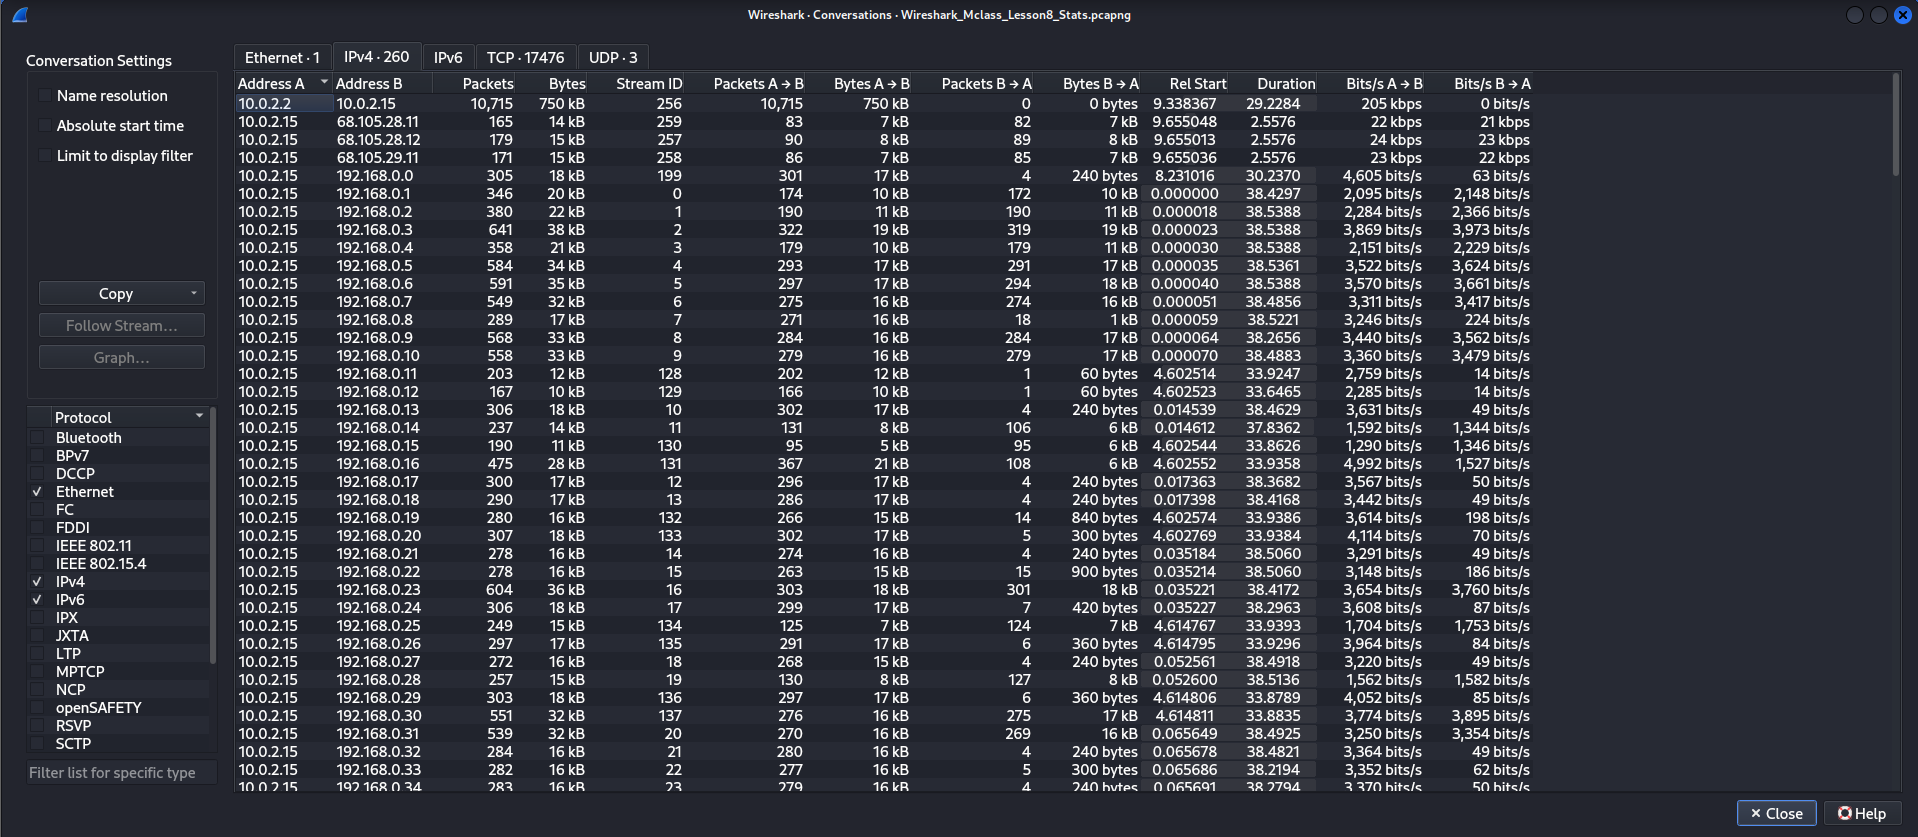 Wireshark · Conversations · Wireshark_Mclass_Lesson8_Stats.pcapng
Conversation Settings
Name resolution
Absolute start time
Limit to display filter
Copy
Follow Stream...
Graph...
Protocol
Bluetooth
BPv7
DCCP
Ethernet
FC
FDDI
IEEE 802.11
IEEE 802.15.4
IPv4
IPv6
IPX
JXTA
LTP
MPTCP
NCP
openSAFETY
RSVP
SCTP
Filter list for specific type
Ethernet · 1 IPv4 · 260 IPv6 TCP · 17476 UDP · 3
Address A Address B Packets Bytes Stream ID Packets A → B Bytes A → B Packets B → A Bytes B → A Rel Start Duration Bits/s A → B Bits/s B → A
10.0.2.2 10.0.2.15 10,715 750 kB 256 10,715 750 kB 0 0 bytes 9.338367 29.2284 205 kbps 0 bits/s
10.0.2.15 68.105.28.11 165 14 kB 259 83 7 kB 82 7 kB 9.655048 2.5576 22 kbps 21 kbps
10.0.2.15 68.105.28.12 179 15 kB 257 90 8 kB 89 8 kB 9.655013 2.5576 24 kbps 23 kbps
10.0.2.15 68.105.29.11 171 15 kB 258 86 7 kB 85 7 kB 9.655036 2.5576 23 kbps 22 kbps
10.0.2.15 192.168.0.0 305 18 kB 199 301 17 kB 4 240 bytes 8.231016 30.2370 4,605 bits/s 63 bits/s
10.0.2.15 192.168.0.1 346 20 kB 0 174 10 kB 172 10 kB 0.000000 38.4297 2,095 bits/s 2,148 bits/s
10.0.2.15 192.168.0.2 380 22 kB 1 190 11 kB 190 11 kB 0.000018 38.5388 2,284 bits/s 2,366 bits/s
10.0.2.15 192.168.0.3 641 38 kB 2 322 19 kB 319 19 kB 0.000023 38.5388 3,869 bits/s 3,973 bits/s
10.0.2.15 192.168.0.4 358 21 kB 3 179 10 kB 179 11 kB 0.000030 38.5388 2,151 bits/s 2,229 bits/s
10.0.2.15 192.168.0.5 584 34 kB 4 293 17 kB 291 17 kB 0.000035 38.5361 3,522 bits/s 3,624 bits/s
10.0.2.15 192.168.0.6 591 35 kB 5 297 17 kB 294 18 kB 0.000040 38.5388 3,570 bits/s 3,661 bits/s
10.0.2.15 192.168.0.7 549 32 kB 6 275 16 kB 274 16 kB 0.000051 38.4856 3,311 bits/s 3,417 bits/s
10.0.2.15 192.168.0.8 289 17 kB 7 271 16 kB 18 1 kB 0.000059 38.5221 3,246 bits/s 224 bits/s
10.0.2.15 192.168.0.9 568 33 kB 8 284 16 kB 284 17 kB 0.000064 38.2656 3,440 bits/s 3,562 bits/s
10.0.2.15 192.168.0.10 558 33 kB 9 279 16 kB 279 17 kB 0.000070 38.4883 3,360 bits/s 3,479 bits/s
10.0.2.15 192.168.0.11 203 12 kB 128 202 12 kB 1 60 bytes 4.602514 33.9247 2,759 bits/s 14 bits/s
10.0.2.15 192.168.0.12 167 10 kB 129 166 10 kB 1 60 bytes 4.602523 33.6465 2,285 bits/s 14 bits/s
10.0.2.15 192.168.0.13 306 18 kB 10 302 17 kB 4 240 bytes 0.014539 38.4629 3,631 bits/s 49 bits/s
10.0.2.15 192.168.0.14 237 14 kB 11 131 8 kB 106 6 kB 0.014612 37.8362 1,592 bits/s 1,344 bits/s
10.0.2.15 192.168.0.15 190 11 kB 130 95 5 kB 95 6 kB 4.602544 33.8626 1,290 bits/s 1,346 bits/s
10.0.2.15 192.168.0.16 475 28 kB 131 367 21 kB 108 6 kB 4.602552 33.9358 4,992 bits/s 1,527 bits/s
10.0.2.15 192.168.0.17 300 17 kB 12 296 17 kB 4 240 bytes 0.017363 38.3682 3,567 bits/s 50 bits/s
10.0.2.15 192.168.0.18 290 17 kB 13 286 17 kB 4 240 bytes 0.017398 38.4168 3,442 bits/s 49 bits/s
10.0.2.15 192.168.0.19 280 16 kB 132 266 15 kB 14 840 bytes 4.602574 33.9386 3,614 bits/s 198 bits/s
10.0.2.15 192.168.0.20 307 18 kB 133 302 17 kB 5 300 bytes 4.602769 33.9384 4,114 bits/s 70 bits/s
10.0.2.15 192.168.0.21 278 16 kB 14 274 16 kB 4 240 bytes 0.035184 38.5060 3,291 bits/s 49 bits/s
10.0.2.15 192.168.0.22 278 16 kB 15 263 15 kB 15 900 bytes 0.035214 38.5060 3,148 bits/s 186 bits/s
10.0.2.15 192.168.0.23 604 36 kB 16 303 18 kB 301 18 kB 0.035221 38.4172 3,654 bits/s 3,760 bits/s
10.0.2.15 192.168.0.24 306 18 kB 17 299 17 kB 7 420 bytes 0.035227 38.2963 3,608 bits/s 87 bits/s
10.0.2.15 192.168.0.25 249 15 kB 134 125 7 kB 124 7 kB 4.614767 33.9393 1,704 bits/s 1,753 bits/s
10.0.2.15 192.168.0.26 297 17 kB 135 291 17 kB 6 360 bytes 4.614795 33.9296 3,964 bits/s 84 bits/s
10.0.2.15 192.168.0.27 272 16 kB 18 268 15 kB 4 240 bytes 0.052561 38.4918 3,220 bits/s 49 bits/s
10.0.2.15 192.168.0.28 257 15 kB 19 130 8 kB 127 8 kB 0.052600 38.5136 1,562 bits/s 1,582 bits/s
10.0.2.15 192.168.0.29 303 18 kB 136 297 17 kB 6 360 bytes 4.614806 33.8789 4,052 bits/s 85 bits/s
10.0.2.15 192.168.0.30 551 32 kB 137 276 16 kB 275 17 kB 4.614811 33.8835 3,774 bits/s 3,895 bits/s
10.0.2.15 192.168.0.31 539 32 kB 20 270 16 kB 269 16 kB 0.065649 38.4925 3,250 bits/s 3,354 bits/s
10.0.2.15 192.168.0.32 284 16 kB 21 280 16 kB 4 240 bytes 0.065678 38.4821 3,364 bits/s 49 bits/s
10.0.2.15 192.168.0.33 282 16 kB 22 277 16 kB 5 300 bytes 0.065686 38.2194 3,352 bits/s 62 bits/s
10.0.2.15 192.168.0.34 283 16 kB 23 279 16 kB 4 240 bytes 0.065691 38.2794 3,370 bits/s 50 bits/s
Close Help